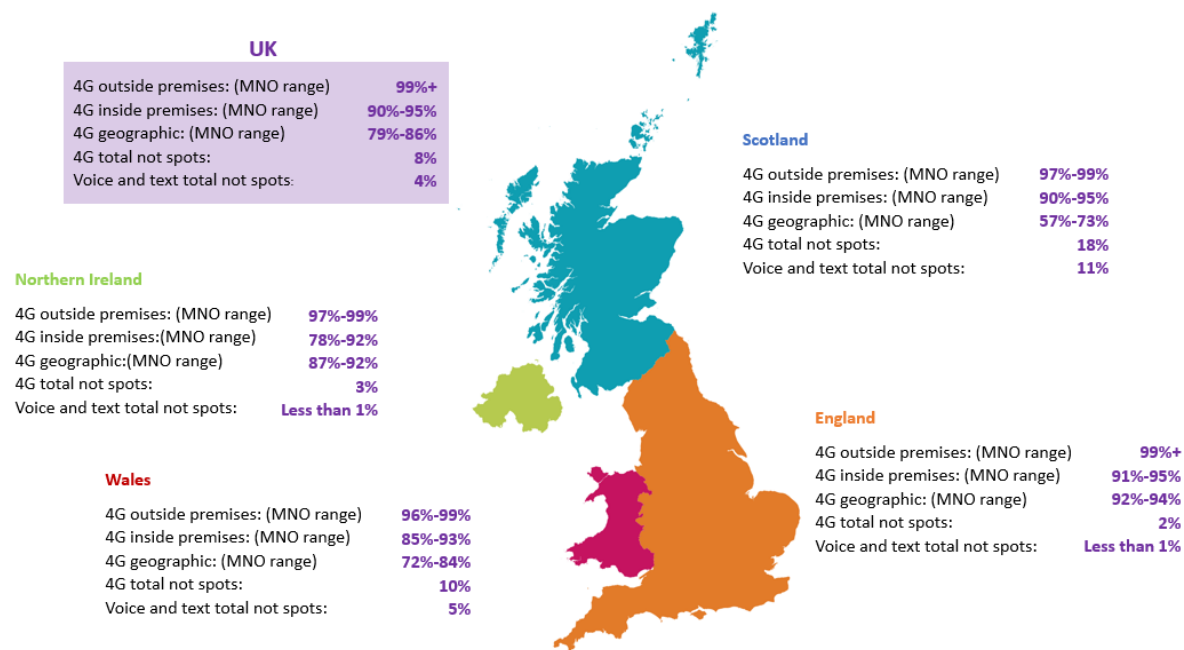 UK
4G outside premises: (MNO range) 99%+
4G inside premises: (MNO range) 90%-95%
4G geographic: (MNO range) 79%-86%
4G total not spots: 8%
Voice and text total not spots: 4%
Scotland
4G outside premises: (MNO range) 97%-99%
4G inside premises: (MNO range) 90%-95%
4G geographic: (MNO range) 57%-73%
4G total not spots: 18%
Voice and text total not spots: 11%
Northern Ireland
4G outside premises: (MNO range) 97%-99%
4G inside premises:(MNO range) 78%-92%
4G geographic:(MNO range) 87%-92%
4G total not spots: 3%
Voice and text total not spots: Less than 1%
England
4G outside premises: (MNO range) 99%+
4G inside premises: (MNO range) 91%-95%
4G geographic: (MNO range) 92%-94%
4G total not spots: 2%
Voice and text total not spots: Less than 1%
Wales
4G outside premises: (MNO range) 96%-99%
4G inside premises: (MNO range) 85%-93%
4G geographic: (MNO range) 72%-84%
4G total not spots: 10%
Voice and text total not spots: 5%